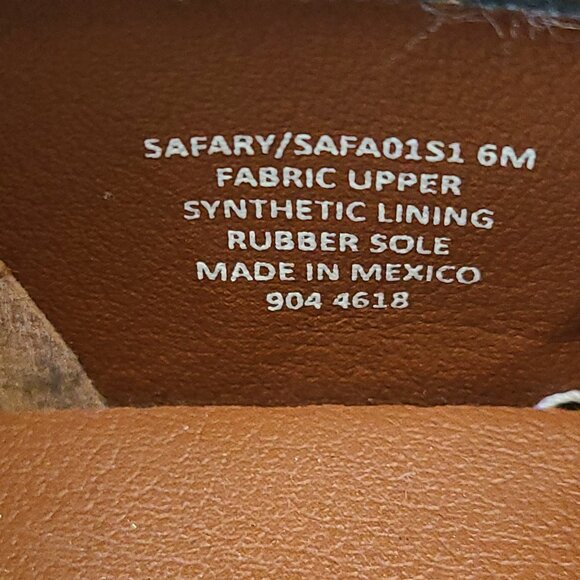 SAFARY/SAFA01S1 6M
FABRIC UPPER
SYNTHETIC LINING
RUBBER SOLE
MADE IN MEXICO
904 4618